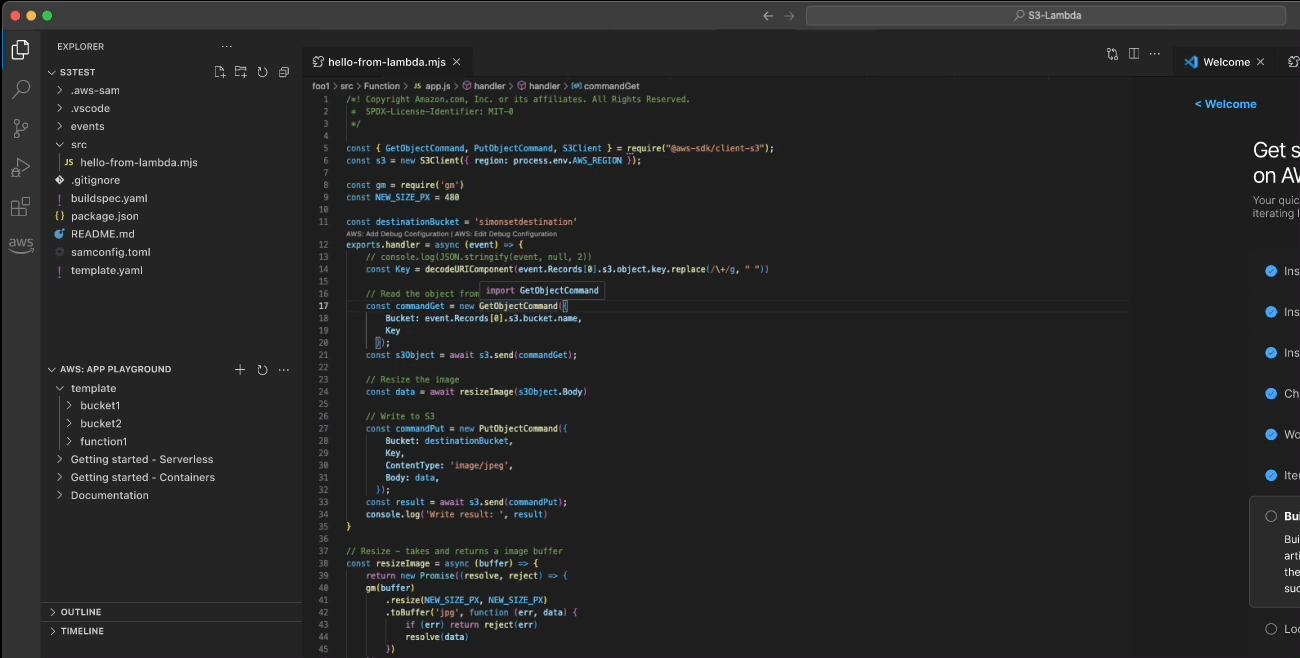 S3-Lambda
EXPLORER
S3TEST
.aws-sam
.vscode
events
src
JS hello-from-lambda.mjs
.gitignore
! buildspec.yaml
{} package.json
README.md
samconfig.toml
! template.yaml
aws
AWS: APP PLAYGROUND
template
bucket1
bucket2
function1
Getting started - Serverless
Getting started - Containers
Documentation
OUTLINE
TIMELINE
hello-from-lambda.mjs
foo1 > src > Function > JS app.js > handler > handler > commandGet
1 /*! Copyright Amazon.com, Inc. or its affiliates. All Rights Reserved.
2 * SPDX-License-Identifier: MIT-0
3 */
4
5 const { GetObjectCommand, PutObjectCommand, S3Client } = require("@aws-sdk/client-s3");
6 const s3 = new S3Client({ region: process.env.AWS_REGION });
7
8 const gm = require('gm')
9 const NEW_SIZE_PX = 480
10
11 const destinationBucket = 'simonsetdestination'
AWS: Add Debug Configuration | AWS: Edit Debug Configuration
12 exports.handler = async (event) => {
13 // console.log(JSON.stringify(event, null, 2))
14 const Key = decodeURIComponent(event.Records[0].s3.object.key.replace(/\+/g, " "))
15
import GetObjectCommand
16 // Read the object from
17 const commandGet = new GetObjectCommand({
18 Bucket: event.Records[0].s3.bucket.name,
19 Key
20 });
21 const s3Object = await s3.send(commandGet);
22
23 // Resize the image
24 const data = await resizeImage(s3Object.Body)
25
26 // Write to S3
27 const commandPut = new PutObjectCommand({
28 Bucket: destinationBucket,
29 Key,
30 ContentType: 'image/jpeg',
31 Body: data,
32 });
33 const result = await s3.send(commandPut);
34 console.log('Write result: ', result)
35 }
36
37 // Resize - takes and returns a image buffer
38 const resizeImage = async (buffer) => {
39 return new Promise((resolve, reject) => {
40 gm(buffer)
41 .resize(NEW_SIZE_PX, NEW_SIZE_PX)
42 .toBuffer('jpg', function (err, data) {
43 if (err) return reject(err)
44 resolve(data)
45 })
Welcome
< Welcome
Get s
on AW
Your quic
iterating l
Ins
Ins
Ins
Ch
Wo
Iter
Bui
Bui
arti
the
suc
Loc